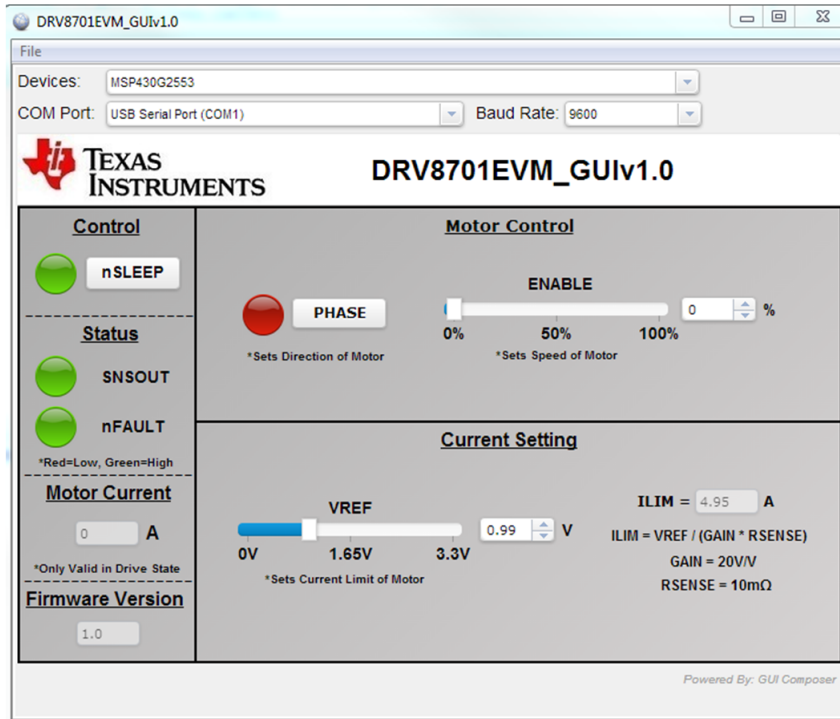 DRV8701EVM_GUIv1.0
File
Devices: MSP430G2553
COM Port: USB Serial Port (COM1) Baud Rate: 9600
TEXAS
INSTRUMENTS
DRV8701EVM_GUIv1.0
Control
nSLEEP
Status
SNSOUT
nFAULT
*Red=Low, Green=High
Motor Current
0 A
*Only Valid in Drive State
Firmware Version
1.0
Motor Control
PHASE
*Sets Direction of Motor
ENABLE
0 %
0% 50% 100%
*Sets Speed of Motor
Current Setting
VREF
0.99 V
0V 1.65V 3.3V
*Sets Current Limit of Motor
ILIM = 4.95 A
ILIM = VREF / (GAIN * RSENSE)
GAIN = 20V/V
RSENSE = 10mΩ
Powered By: GUI Composer